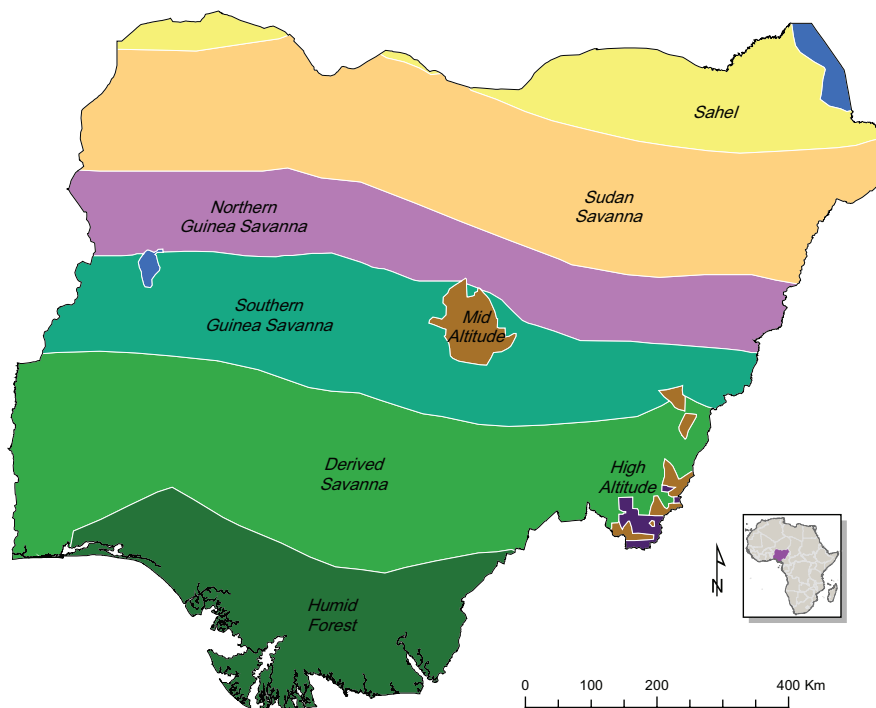 Sahel
Sudan
Savanna
Northern
Guinea Savanna
Southern
Guinea Savanna
Mid
Altitude
Derived
Savanna
High
Altitude
Humid
Forest
N
0 100 200 400 Km